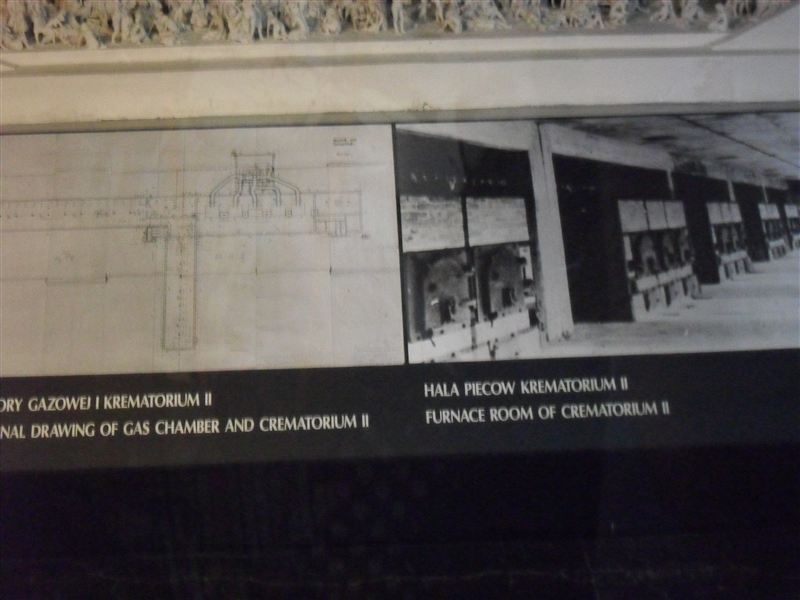 ORY GAZOWEJ I KREMATORIUM II
NAL DRAWING OF GAS CHAMBER AND CREMATORIUM II
HALA PIECOW KREMATORIUM II
FURNACE ROOM OF CREMATORIUM II